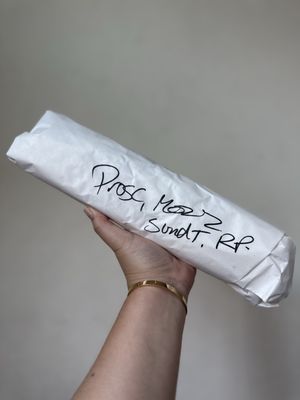 Prosc, Mozz
SundT. RP.